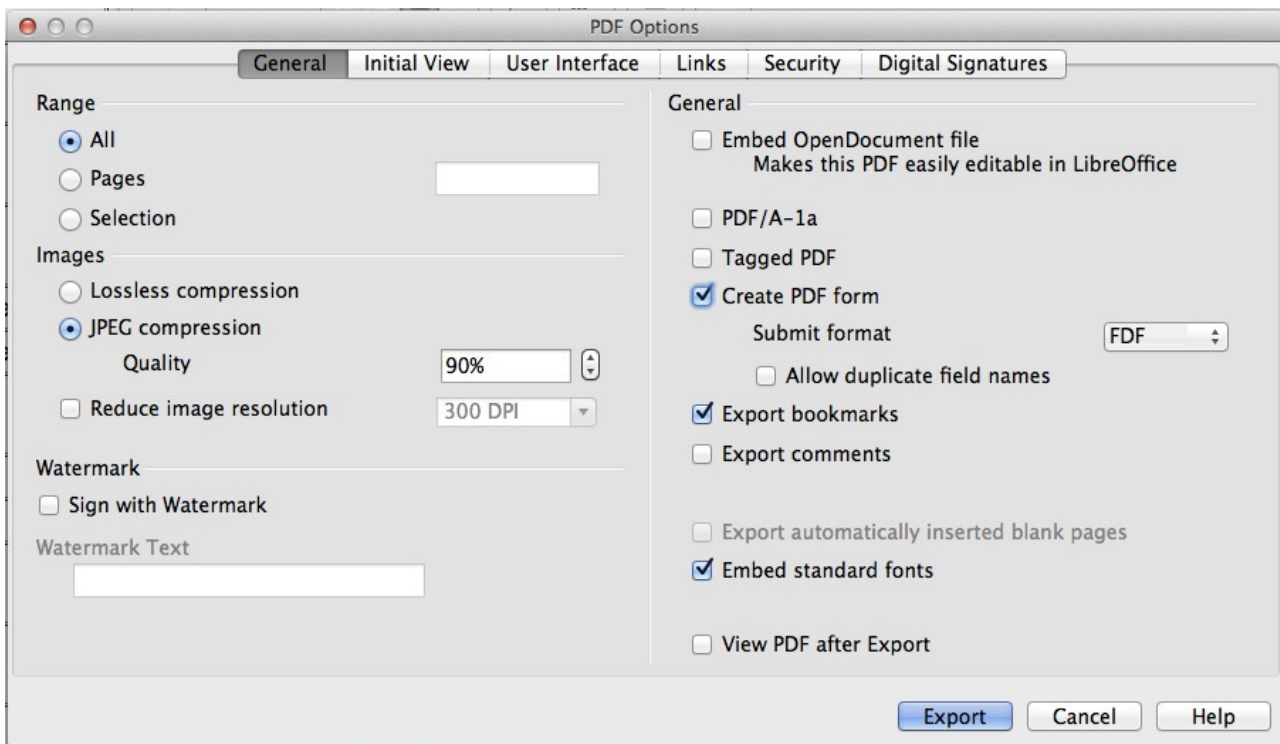 PDF Options
General Initial View User Interface Links Security Digital Signatures
Range
All
Pages
Selection
Images
Lossless compression
JPEG compression
Quality 90%
Reduce image resolution 300 DPI
Watermark
Sign with Watermark
Watermark Text
General
Embed OpenDocument file
Makes this PDF easily editable in LibreOffice
PDF/A-1a
Tagged PDF
Create PDF form
Submit format FDF
Allow duplicate field names
Export bookmarks
Export comments
Export automatically inserted blank pages
Embed standard fonts
View PDF after Export
Export Cancel Help